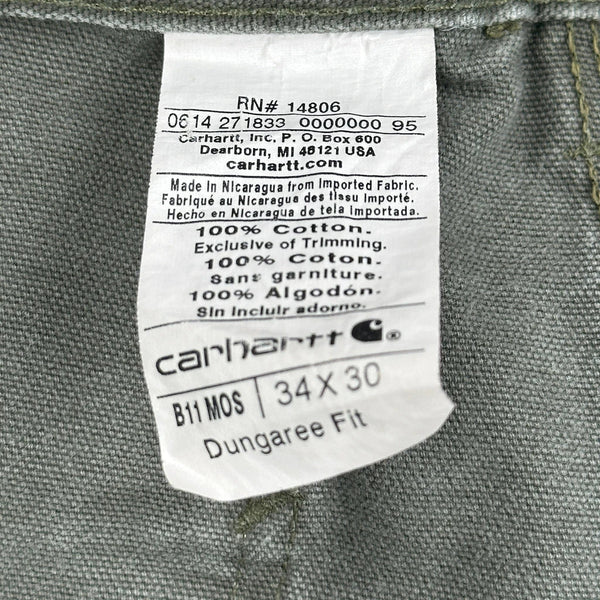 RN# 14806
0614 271833 0000000 95
Carhartt, Inc. P. O. Box 600
Dearborn, MI 48121 USA
carhartt.com
Made in Nicaragua from Imported Fabric.
Fabriqué au Nicaragua des tissu importé.
Hecho en Nicaragua de tela importada.
100% Cotton.
Exclusive of Trimming.
100% Coton.
Sans garniture.
100% Algodón.
Sin incluir adorno.
carhartt ®
B11 MOS | 34 X 30
Dungaree Fit